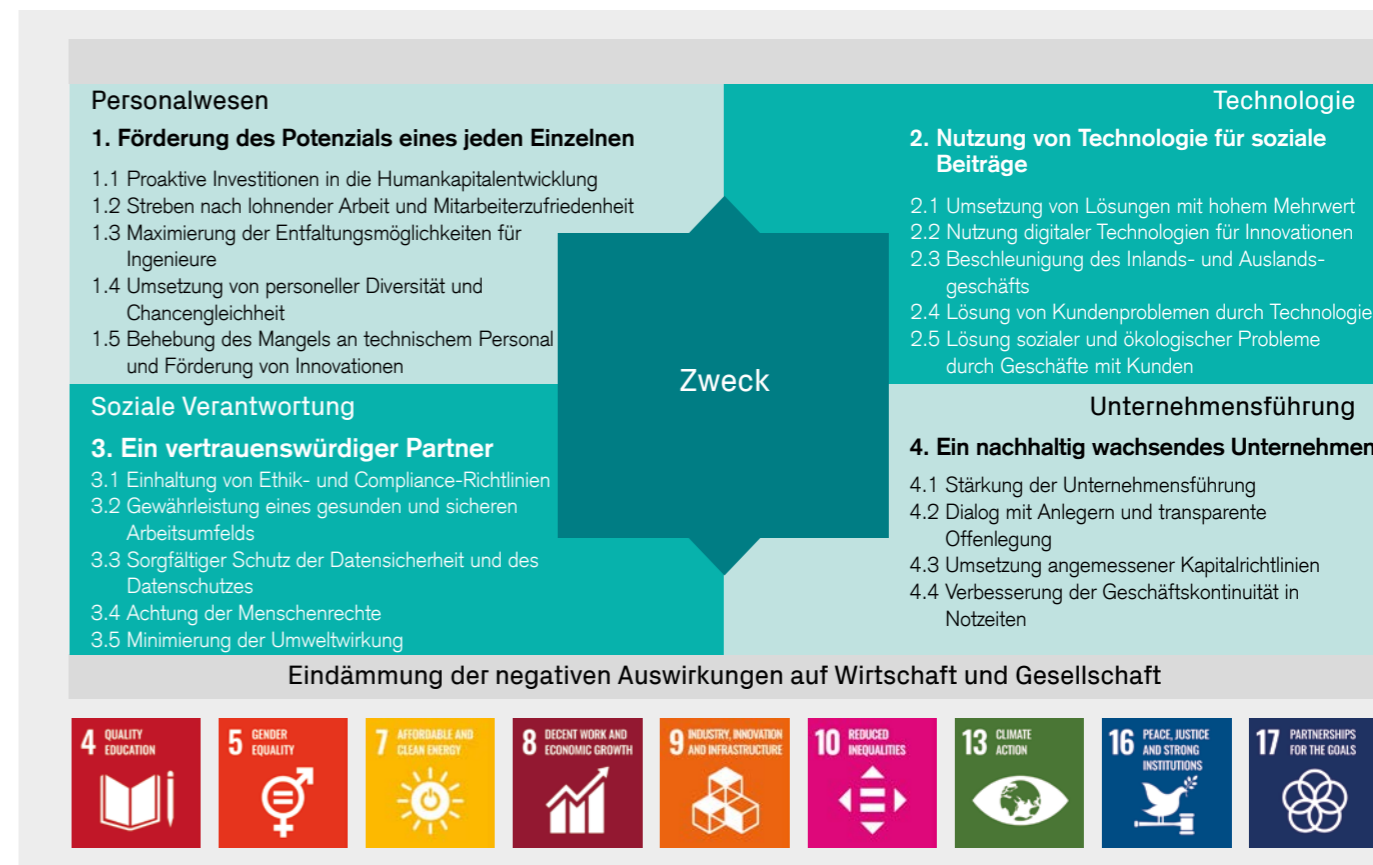 Personalwesen
1. Förderung des Potenzials eines jeden Einzelnen
1.1 Proaktive Investitionen in die Humankapitalentwicklung
1.2 Streben nach lohnender Arbeit und Mitarbeiterzufriedenheit
1.3 Maximierung der Entfaltungsmöglichkeiten für
Ingenieure
1.4 Umsetzung von personeller Diversität und
Chancengleichheit
1.5 Behebung des Mangels an technischem Personal
und Förderung von Innovationen
Technologie
2. Nutzung von Technologie für soziale
Beiträge
2.1 Umsetzung von Lösungen mit hohem Mehrwert
2.2 Nutzung digitaler Technologien für Innovationen
2.3 Beschleunigung des Inlands- und Auslands-
geschäfts
2.4 Lösung von Kundenproblemen durch Technologie
2.5 Lösung sozialer und ökologischer Probleme
durch Geschäfte mit Kunden
Zweck
Soziale Verantwortung
3. Ein vertrauenswürdiger Partner
3.1 Einhaltung von Ethik- und Compliance-Richtlinien
3.2 Gewährleistung eines gesunden und sicheren
Arbeitsumfelds
3.3 Sorgfältiger Schutz der Datensicherheit und des
Datenschutzes
3.4 Achtung der Menschenrechte
3.5 Minimierung der Umweltwirkung
Unternehmensführung
4. Ein nachhaltig wachsendes Unternehmen
4.1 Stärkung der Unternehmensführung
4.2 Dialog mit Anlegern und transparente
Offenlegung
4.3 Umsetzung angemessener Kapitalrichtlinien
4.4 Verbesserung der Geschäftskontinuität in
Notzeiten
Eindämmung der negativen Auswirkungen auf Wirtschaft und Gesellschaft
4 QUALITY
EDUCATION
5 GENDER
EQUALITY
7 AFFORDABLE AND
CLEAN ENERGY
8 DECENT WORK AND
ECONOMIC GROWTH
9 INDUSTRY, INNOVATION
AND INFRASTRUCTURE
10 REDUCED
INEQUALITIES
13 CLIMATE
ACTION
16 PEACE, JUSTICE
AND STRONG
INSTITUTIONS
17 PARTNERSHIPS
FOR THE GOALS